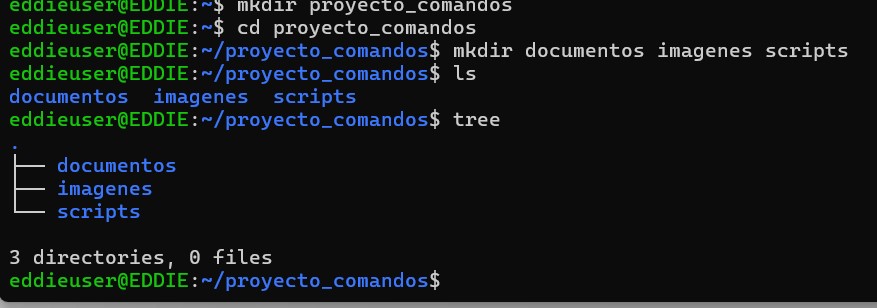 eddieuser@EDDIE:~$ mkdir proyecto_comandos
eddieuser@EDDIE:~$ cd proyecto_comandos
eddieuser@EDDIE:~/proyecto_comandos$ mkdir documentos imagenes scripts
eddieuser@EDDIE:~/proyecto_comandos$ ls
documentos  imagenes  scripts
eddieuser@EDDIE:~/proyecto_comandos$ tree
.
├── documentos
├── imagenes
└── scripts
3 directories, 0 files
eddieuser@EDDIE:~/proyecto_comandos$